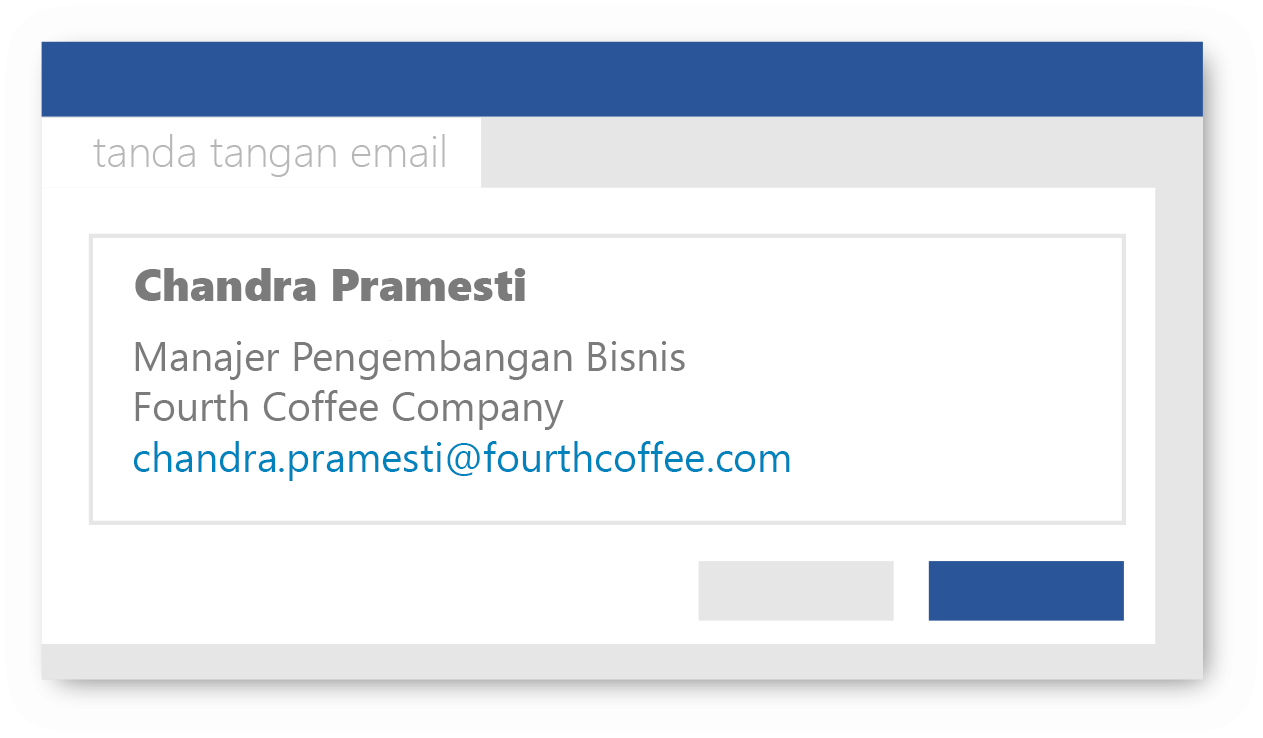 tanda tangan email
Chandra Pramesti
Manajer Pengembangan Bisnis
Fourth Coffee Company
chandra.pramesti@fourthcoffee.com